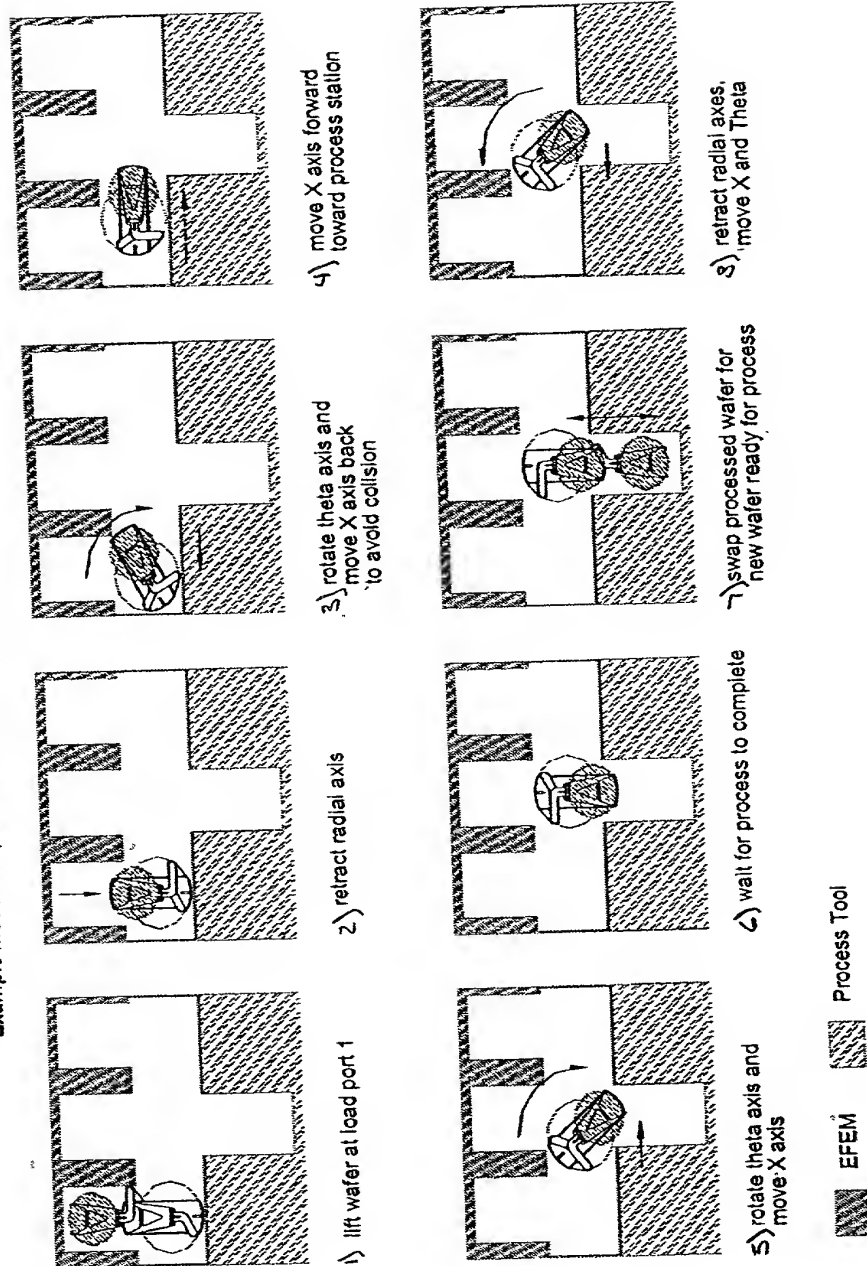 Example
1) lift wafer at load port 1
2) retract radial axis
3) rotate theta axis and
move X axis back
to avoid colision
4) move X axis forward
toward process station
5) rotate theta axis and
move X axis
6) wait for process to complete
7) swap processed wafer for
new wafer ready for process
8) retract radial axes,
move X and Theta
EFEM
Process Tool